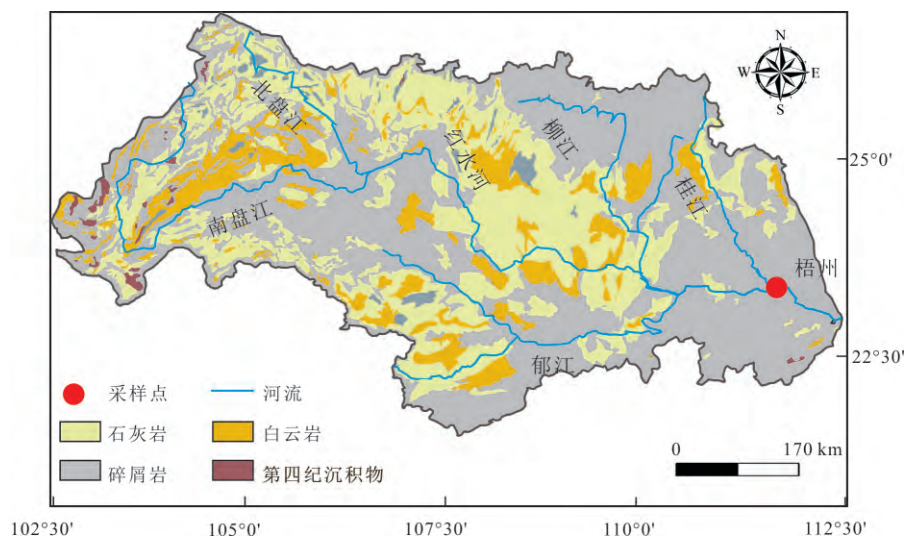 N
W E
S
北盘江
红水河
柳江
桂江
南盘江
梧州
郁江
25°0'
22°30'
采样点 河流
石灰岩 白云岩
碎屑岩 第四纪沉积物
0 170 km
102°30' 105°0' 107°30' 110°0' 112°30'